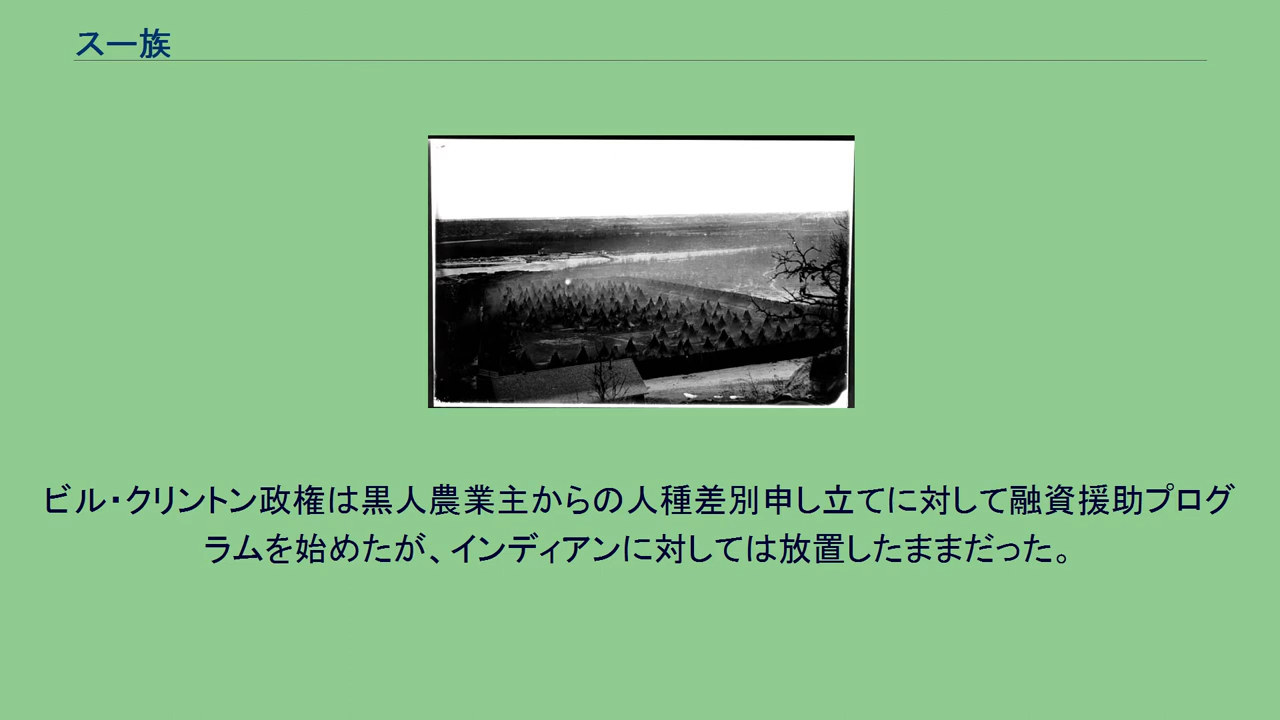 スー族
ビル・クリントン政権は黒人農業主からの人種差別申し立てに対して融資援助プログ
ラムを始めたが、インディアンに対しては放置したままだった。